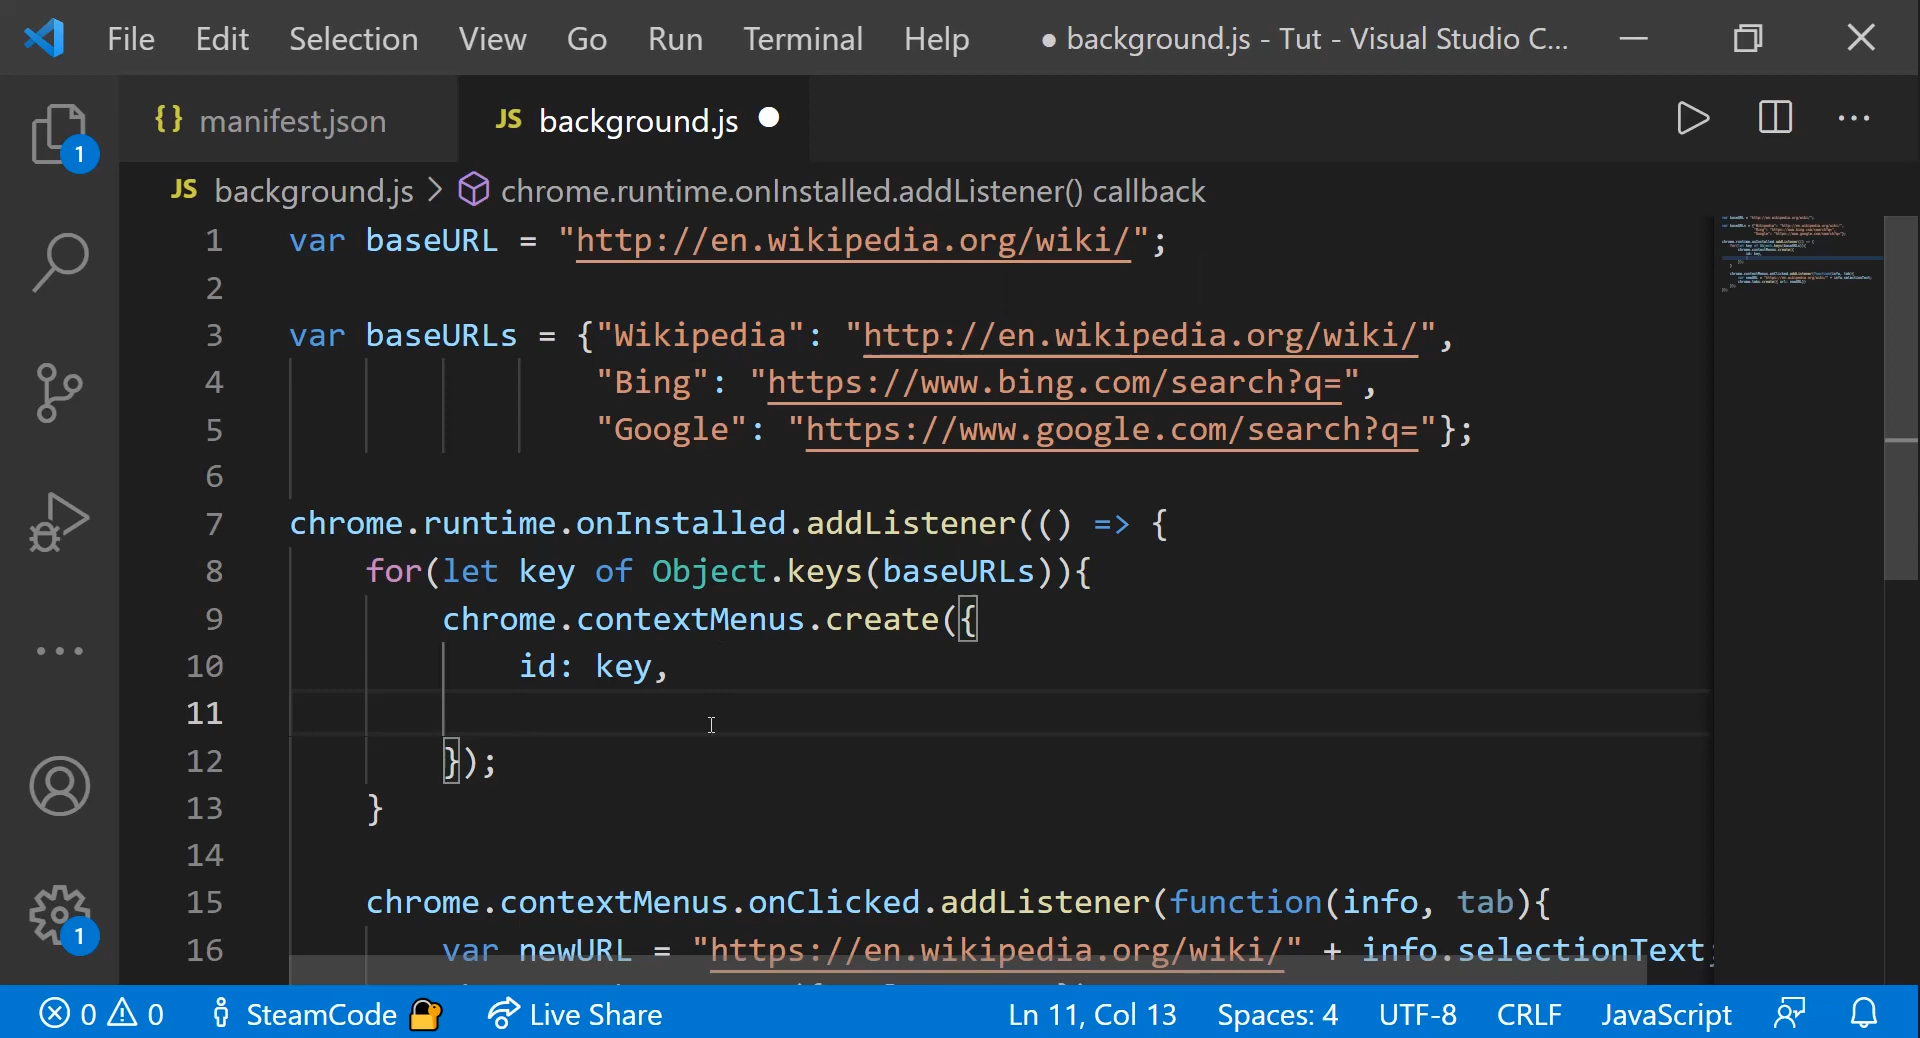 File Edit Selection View Go Run Terminal Help ● background.js - Tut - Visual Studio C...
{} manifest.json JS background.js ●
JS background.js > chrome.runtime.onInstalled.addListener() callback
1 var baseURL = "http://en.wikipedia.org/wiki/";
2
3 var baseURLs = {"Wikipedia": "http://en.wikipedia.org/wiki/",
4 "Bing": "https://www.bing.com/search?q=",
5 "Google": "https://www.google.com/search?q="};
6
7 chrome.runtime.onInstalled.addListener(() => {
8 for(let key of Object.keys(baseURLs)){
9 chrome.contextMenus.create({
10 id: key,
11
12 });
13 }
14
15 chrome.contextMenus.onClicked.addListener(function(info, tab){
16 var newURL = "https://en.wikipedia.org/wiki/" + info.selectionText;
1
1
0 0 SteamCode Live Share Ln 11, Col 13 Spaces: 4 UTF-8 CRLF JavaScript